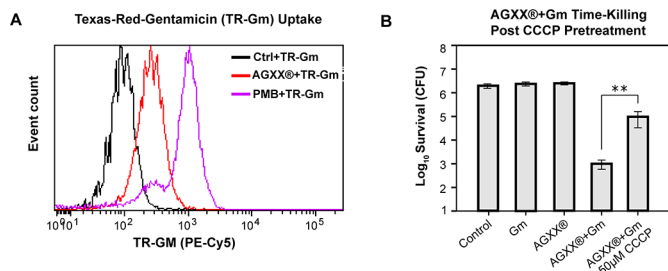 A
Texas-Red-Gentamicin (TR-Gm) Uptake
Event count
Ctrl+TR-Gm
AGXX®+TR-Gm
PMB+TR-Gm
10⁰ 10¹ 10² 10³ 10⁴ 10⁵
TR-GM (PE-Cy5)
B
AGXX®+Gm Time-Killing
Post CCCP Pretreatment
Log₁₀ Survival (CFU)
8
7
6
5
4
3
2
1
**
Control
Gm
AGXX®
AGXX®+Gm
AGXX®+Gm
50µM CCCP